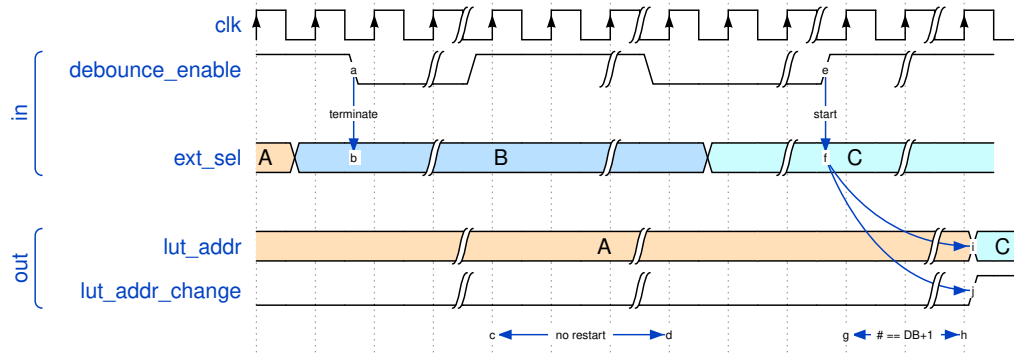 clk
in
debounce_enable a e
terminate start
ext_sel A b B f C
out
lut_addr A i C
lut_addr_change j
c no restart d g # == DB+1 h